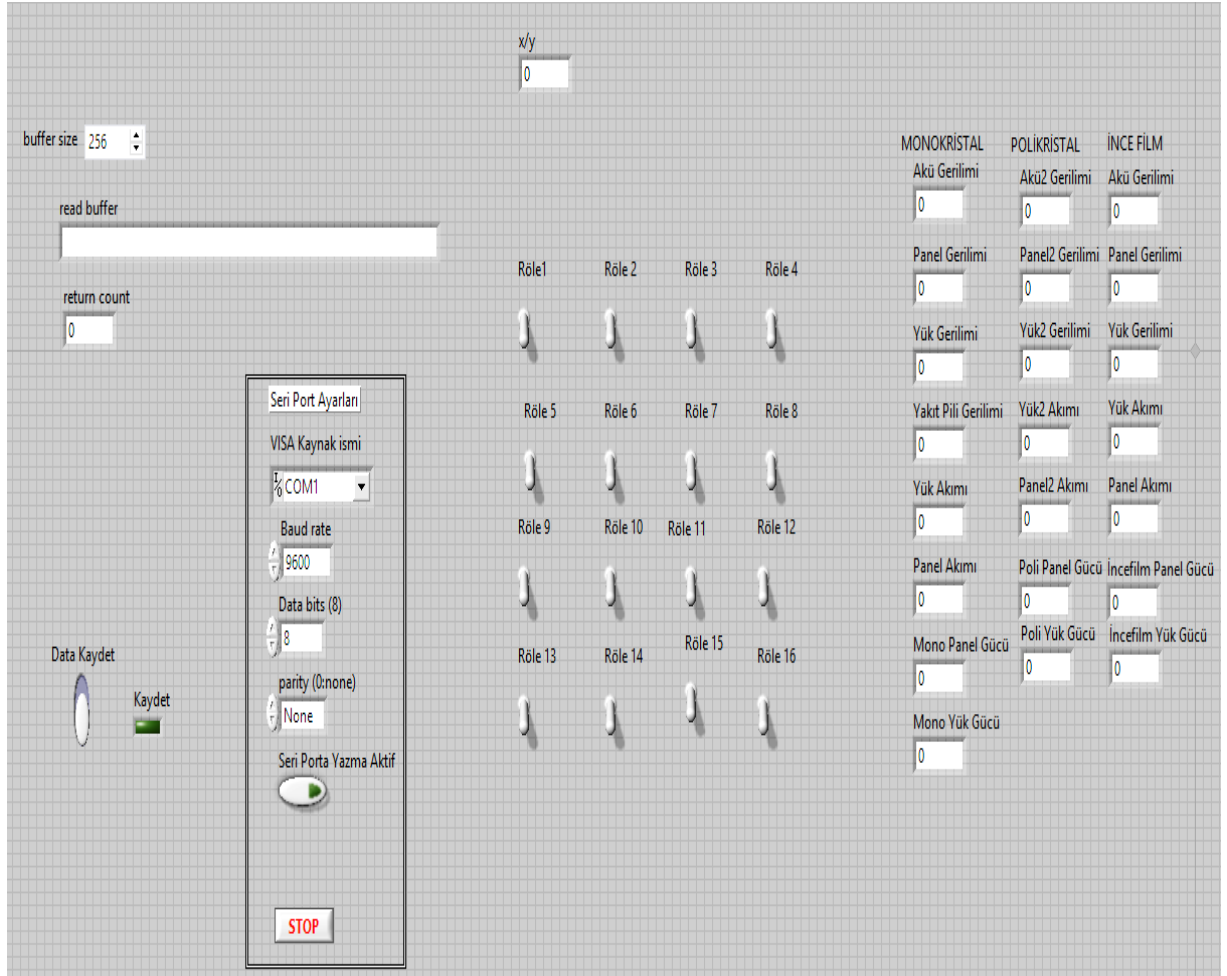 x/y
0
buffer size 256
read buffer
return count
0
Seri Port Ayarları
VISA Kaynak ismi
I/O COM1
Baud rate
9600
Data bits (8)
8
parity (0:none)
None
Seri Porta Yazma Aktif
STOP
Data Kaydet
Kaydet
Röle1 Röle 2 Röle 3 Röle 4
Röle 5 Röle 6 Röle 7 Röle 8
Röle 9 Röle 10 Röle 11 Röle 12
Röle 13 Röle 14 Röle 15 Röle 16
MONOKRİSTAL
Akü Gerilimi
0
Panel Gerilimi
0
Yük Gerilimi
0
Yakıt Pili Gerilimi
0
Yük Akımı
0
Panel Akımı
0
Mono Panel Gücü
0
Mono Yük Gücü
0
POLİKRİSTAL
Akü2 Gerilimi
0
Panel2 Gerilimi
0
Yük2 Gerilimi
0
Yük2 Akımı
0
Panel2 Akımı
0
Poli Panel Gücü
0
Poli Yük Gücü
0
İNCE FİLM
Akü Gerilimi
0
Panel Gerilimi
0
Yük Gerilimi
0
Yük Akımı
0
Panel Akımı
0
İncefilm Panel Gücü
0
İncefilm Yük Gücü
0